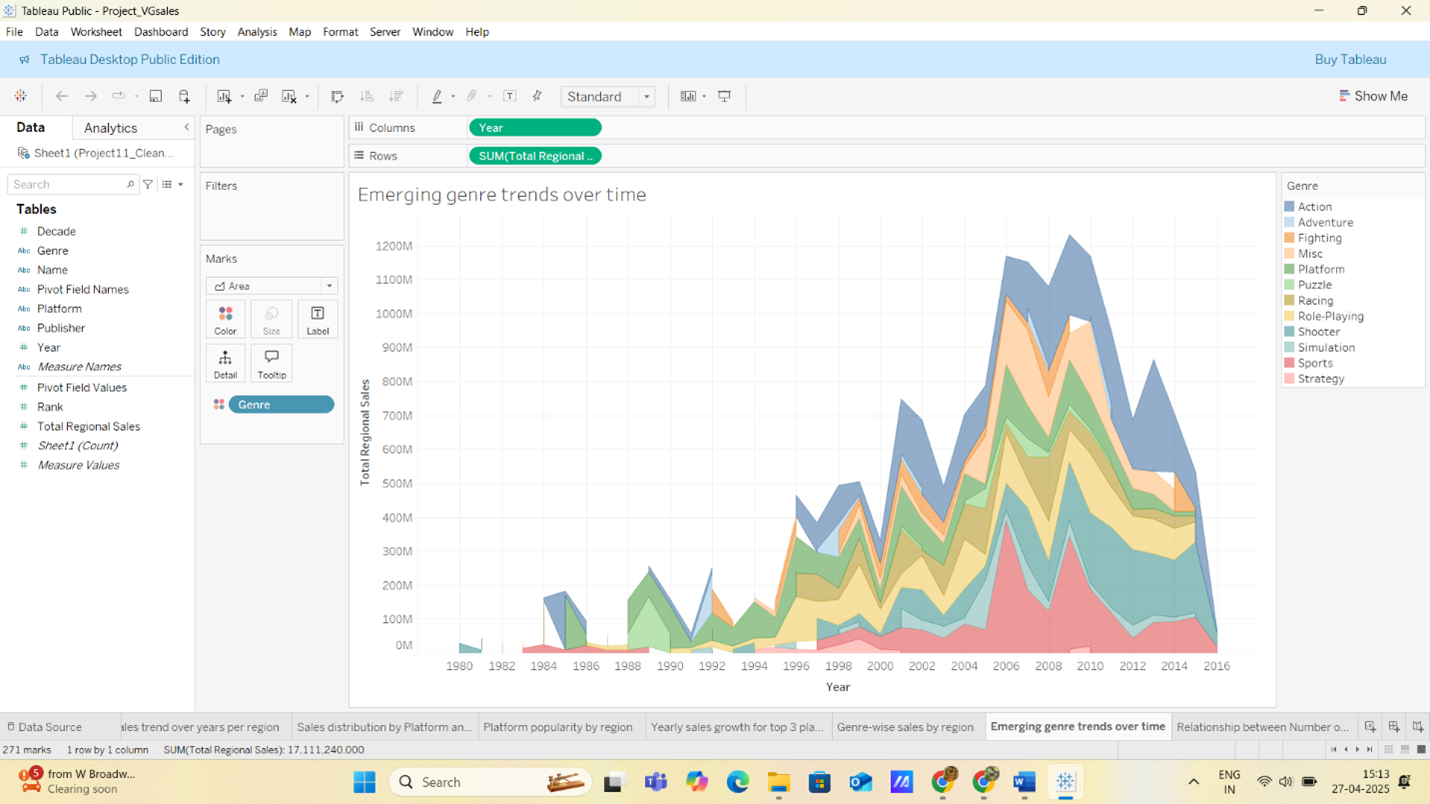 Tableau Public - Project_VGsales
File Data Worksheet Dashboard Story Analysis Map Format Server Window Help
Tableau Desktop Public Edition Buy Tableau
Standard Show Me
Data Analytics
Sheet1 (Project11_Clean...
Search
Tables
# Decade
Abc Genre
Abc Name
Abc Pivot Field Names
Abc Platform
Abc Publisher
# Year
Abc Measure Names
# Pivot Field Values
# Rank
# Total Regional Sales
# Sheet1 (Count)
# Measure Values
Pages
Filters
Marks
Area
Color Size Label
Detail Tooltip
Genre
Columns Year
Rows SUM(Total Regional ..
Emerging genre trends over time
Total Regional Sales
1200M
1100M
1000M
900M
800M
700M
600M
500M
400M
300M
200M
100M
0M
1980 1982 1984 1986 1988 1990 1992 1994 1996 1998 2000 2002 2004 2006 2008 2010 2012 2014 2016
Year
Genre
Action
Adventure
Fighting
Misc
Platform
Puzzle
Racing
Role-Playing
Shooter
Simulation
Sports
Strategy
Data Source ales trend over years per region Sales distribution by Platform an... Platform popularity by region Yearly sales growth for top 3 pla... Genre-wise sales by region Emerging genre trends over time Relationship between Number o...
271 marks 1 row by 1 column SUM(Total Regional Sales): 17,111,240,000
5 from W Broadw...
Clearing soon
Search
ENG
IN
15:13
27-04-2025